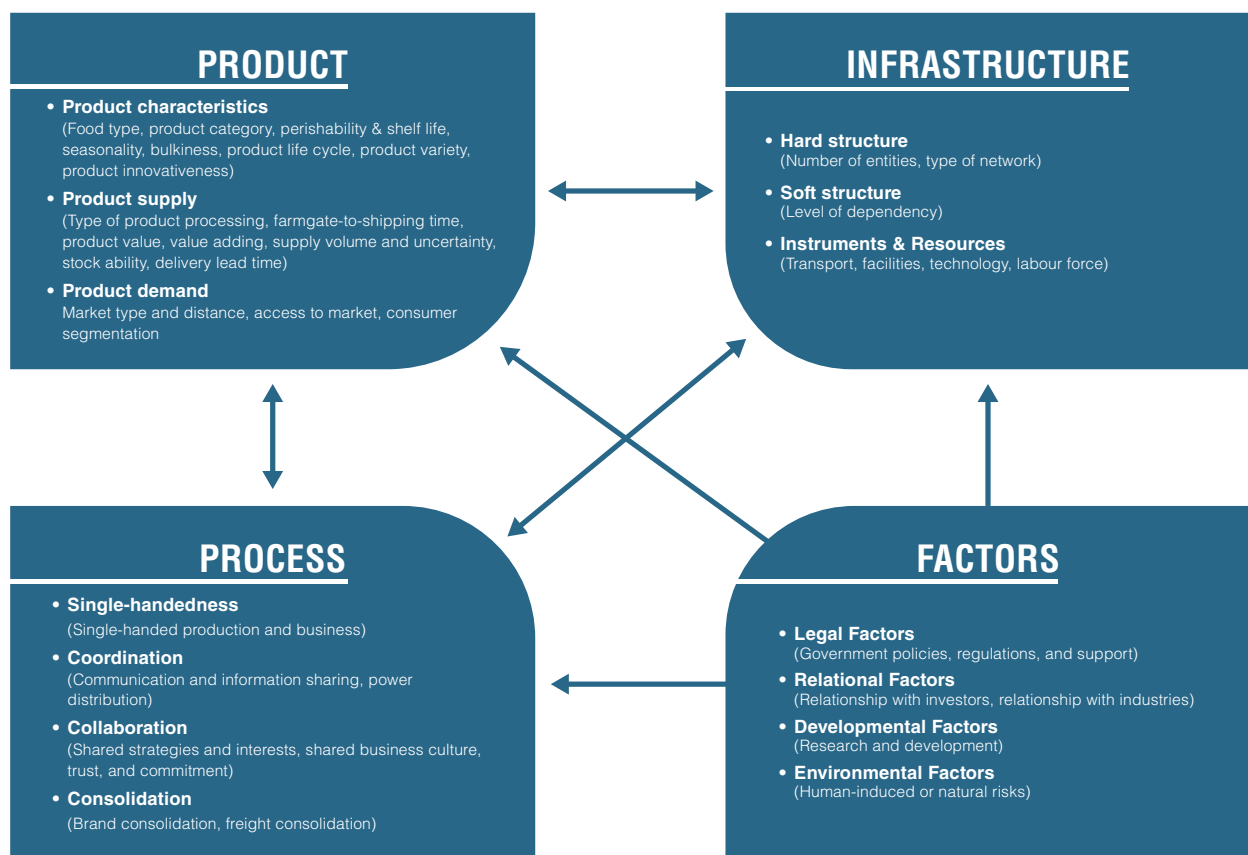 PRODUCT
• Product characteristics
(Food type, product category, perishability & shelf life,
seasonality, bulkiness, product life cycle, product variety,
product innovativeness)
• Product supply
(Type of product processing, farmgate-to-shipping time,
product value, value adding, supply volume and uncertainty,
stock ability, delivery lead time)
• Product demand
Market type and distance, access to market, consumer
segmentation
INFRASTRUCTURE
• Hard structure
(Number of entities, type of network)
• Soft structure
(Level of dependency)
• Instruments & Resources
(Transport, facilities, technology, labour force)
PROCESS
• Single-handedness
(Single-handed production and business)
• Coordination
(Communication and information sharing, power
distribution)
• Collaboration
(Shared strategies and interests, shared business culture,
trust, and commitment)
• Consolidation
(Brand consolidation, freight consolidation)
FACTORS
• Legal Factors
(Government policies, regulations, and support)
• Relational Factors
(Relationship with investors, relationship with industries)
• Developmental Factors
(Research and development)
• Environmental Factors
(Human-induced or natural risks)